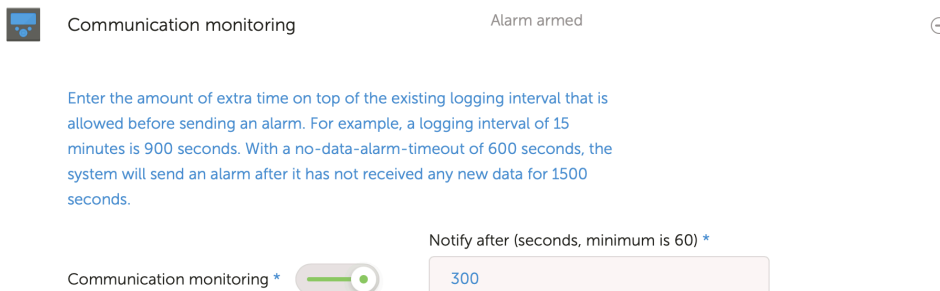 Communication monitoring
Alarm armed
Enter the amount of extra time on top of the existing logging interval that is
allowed before sending an alarm. For example, a logging interval of 15
minutes is 900 seconds. With a no-data-alarm-timeout of 600 seconds, the
system will send an alarm after it has not received any new data for 1500
seconds.
Notify after (seconds, minimum is 60) *
Communication monitoring *
300